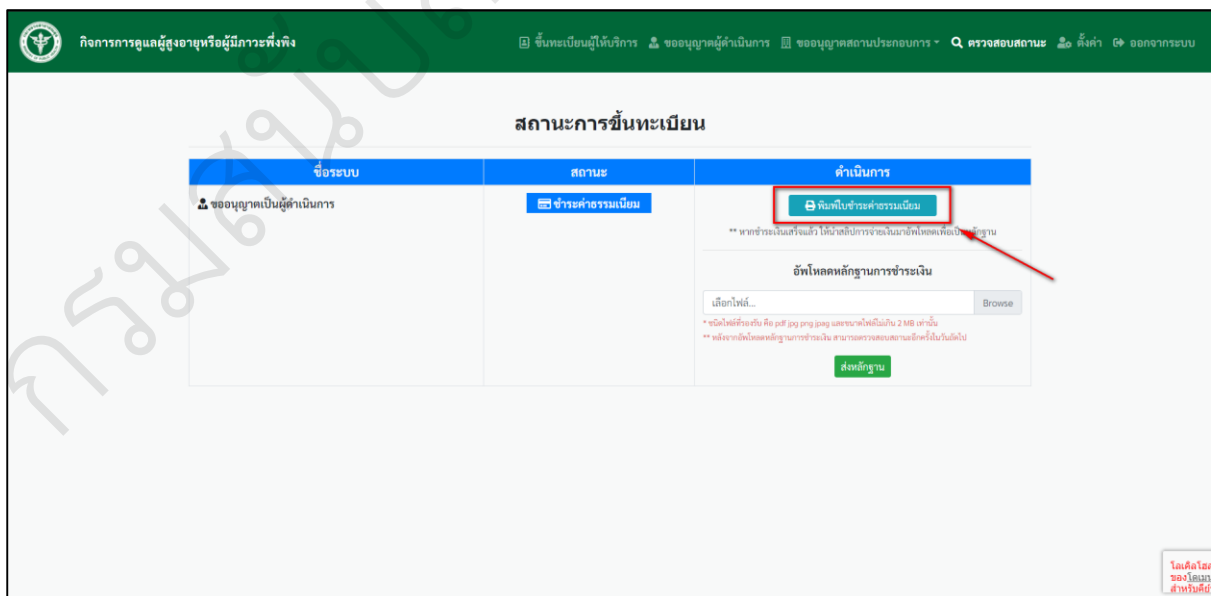 กิจการการดูแลผู้สูงอายุหรือผู้มีภาวะพึ่งพิง
ขึ้นทะเบียนผู้ให้บริการ ขออนุญาตผู้ดำเนินการ ขออนุญาตสถานประกอบการ ตรวจสอบสถานะ ตั้งค่า ออกจากระบบ
สถานะการขึ้นทะเบียน
ชื่อระบบ สถานะ ดำเนินการ
ขออนุญาตเป็นผู้ดำเนินการ ชำระค่าธรรมเนียม พิมพ์ใบชำระค่าธรรมเนียม
** หากชำระเงินเสร็จแล้ว ให้นำสลิปการจ่ายเงินมาอัพโหลดเพื่อเป็นหลักฐาน
อัพโหลดหลักฐานการชำระเงิน
เลือกไฟล์... Browse
* ชนิดไฟล์ที่รองรับ คือ pdf jpg png jpeg และขนาดไฟล์ไม่เกิน 2 MB เท่านั้น
** หลังจากอัพโหลดหลักฐานการชำระเงิน สามารถตรวจสอบสถานะอีกครั้งในวันถัดไป
ส่งหลักฐาน